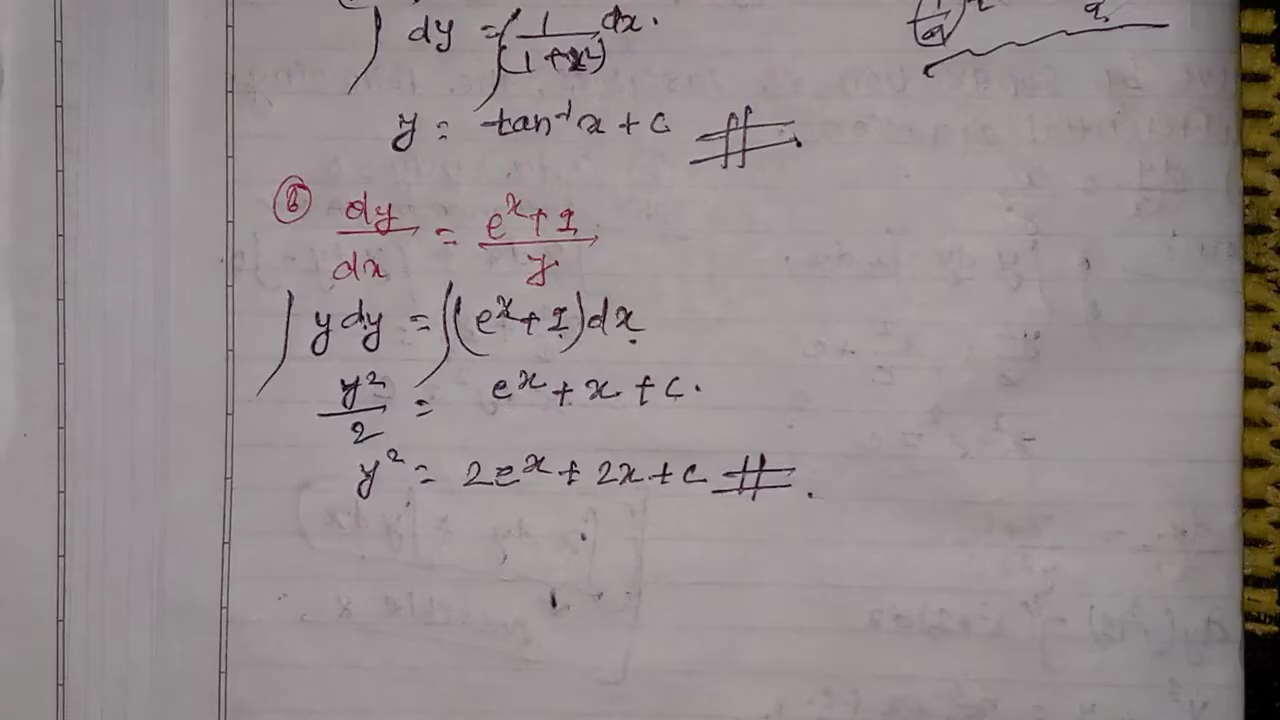 ∫ dy = ∫ 1/(1+x²) dx.
y = tan⁻¹x + c
⑥ dy/dx = (eˣ+1)/y
∫ y dy = ∫ (eˣ+1)dx
y²/2 = eˣ + x + c.
y² = 2eˣ + 2x + c